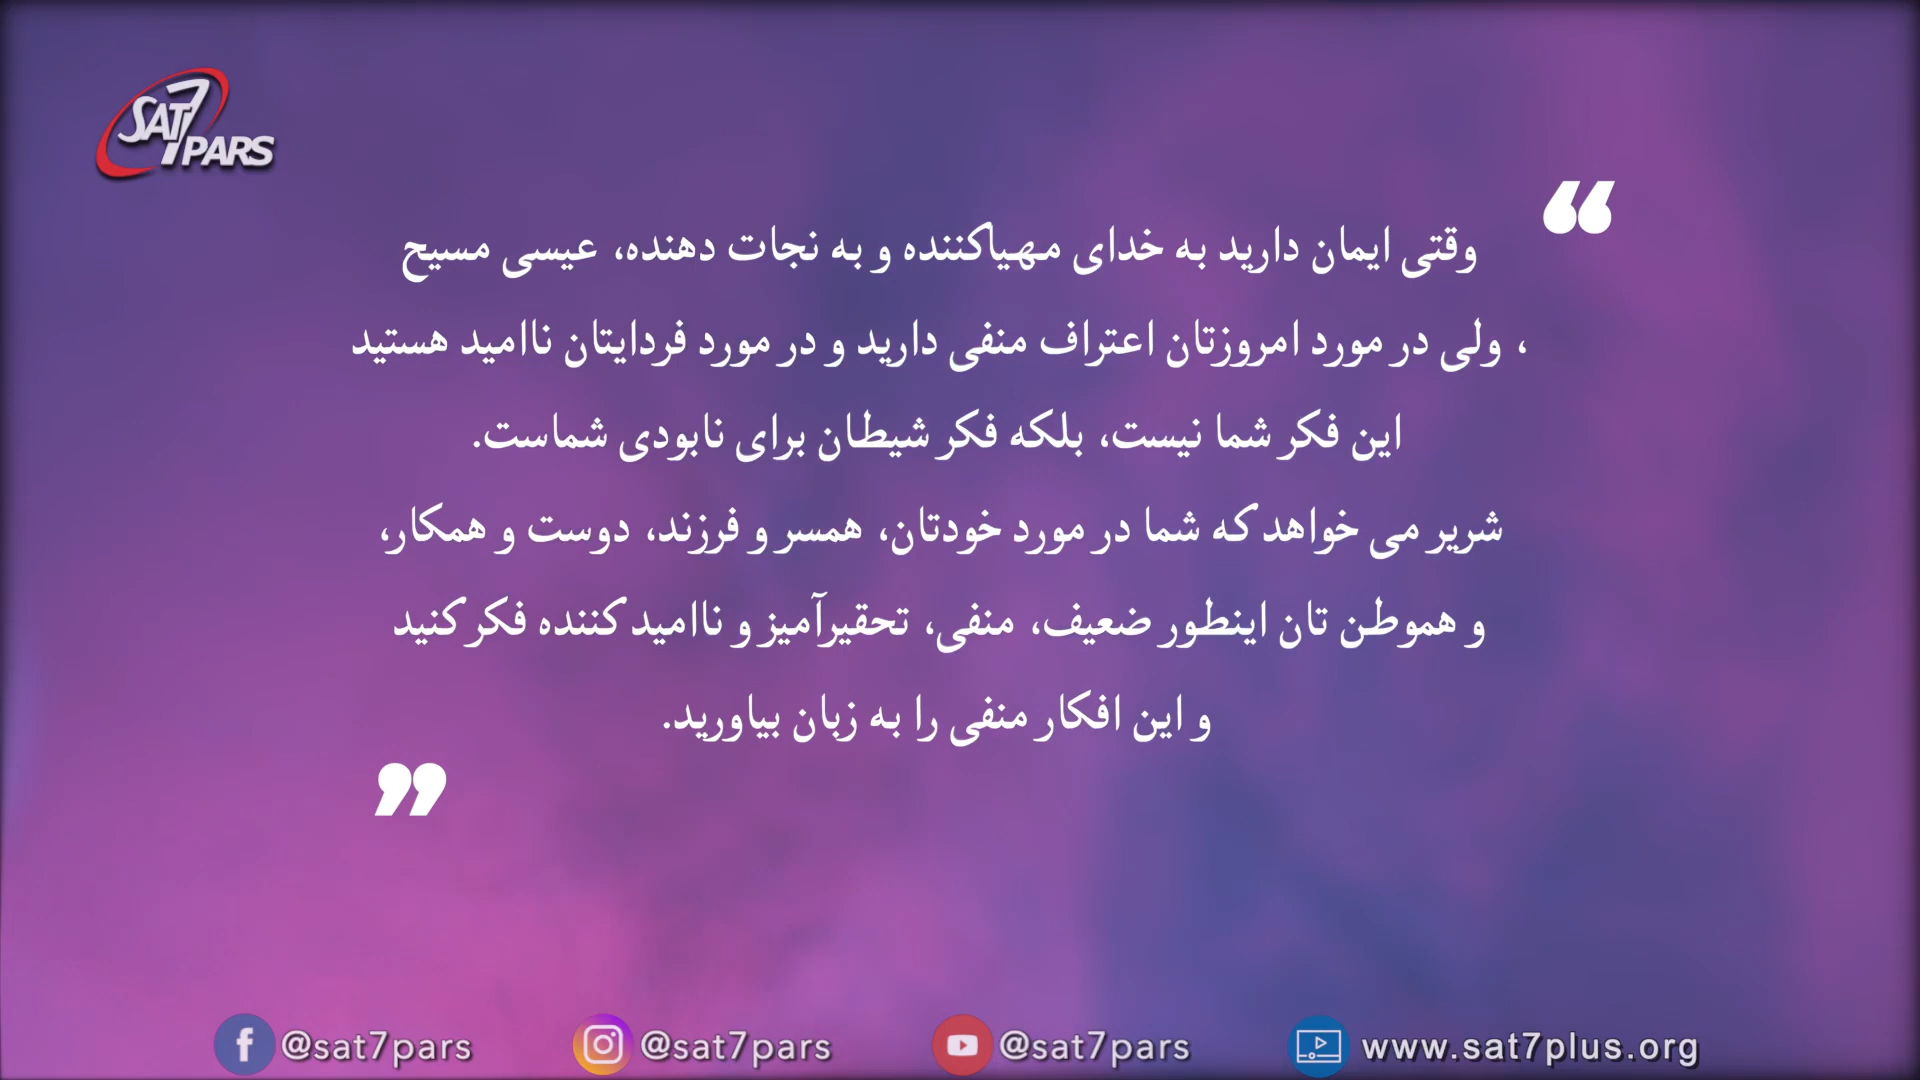 SAT7 PARS
“
وقتی ایمان دارید به خدای مهیاکننده و به نجات دهنده، عیسی مسیح
، ولی در مورد امروزتان اعتراف منفی دارید و در مورد فردایتان ناامید هستید
این فکر شما نیست، بلکه فکر شیطان برای نابودی شماست.
شریر می خواهد که شما در مورد خودتان، همسر و فرزند، دوست و همکار،
و هموطن تان اینطور ضعیف، منفی، تحقیرآمیز و ناامید کننده فکر کنید
و این افکار منفی را به زبان بیاورید.
”
@sat7pars @sat7pars @sat7pars www.sat7plus.org